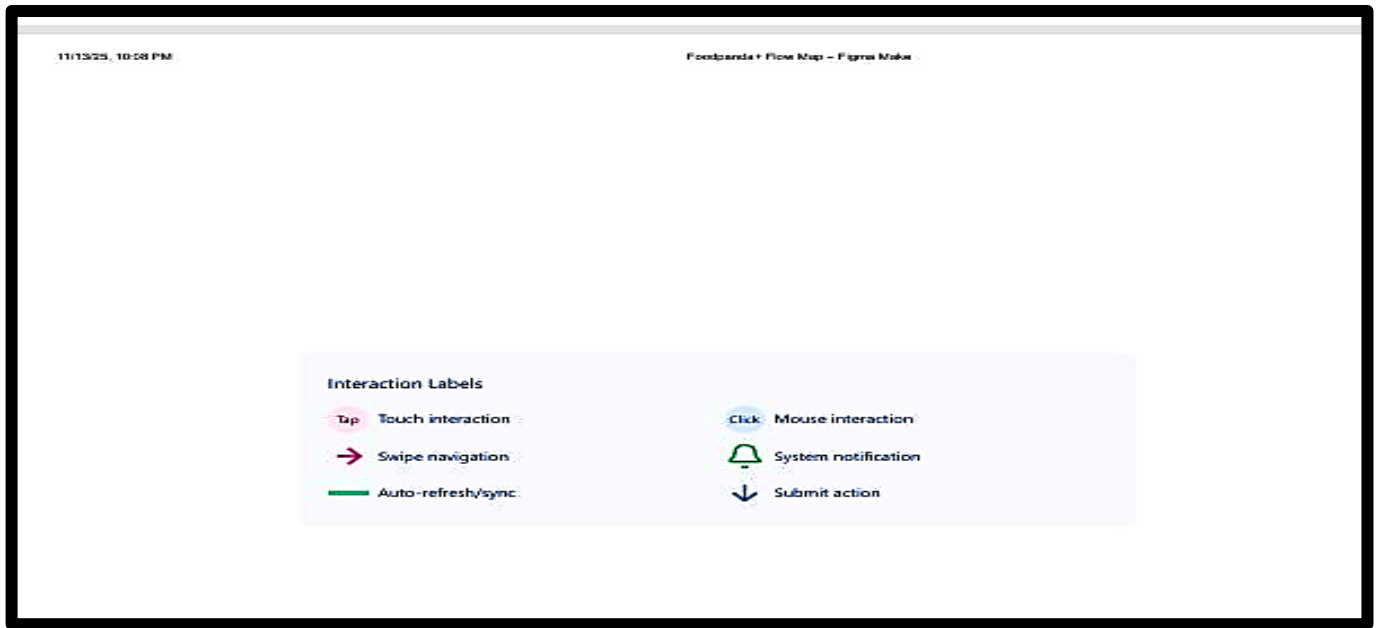 11/13/25, 10:58 PM Foodpanda+ Flow Map – Figma Make
Interaction Labels
Tap Touch interaction Click Mouse interaction
Swipe navigation System notification
Auto-refresh/sync Submit action